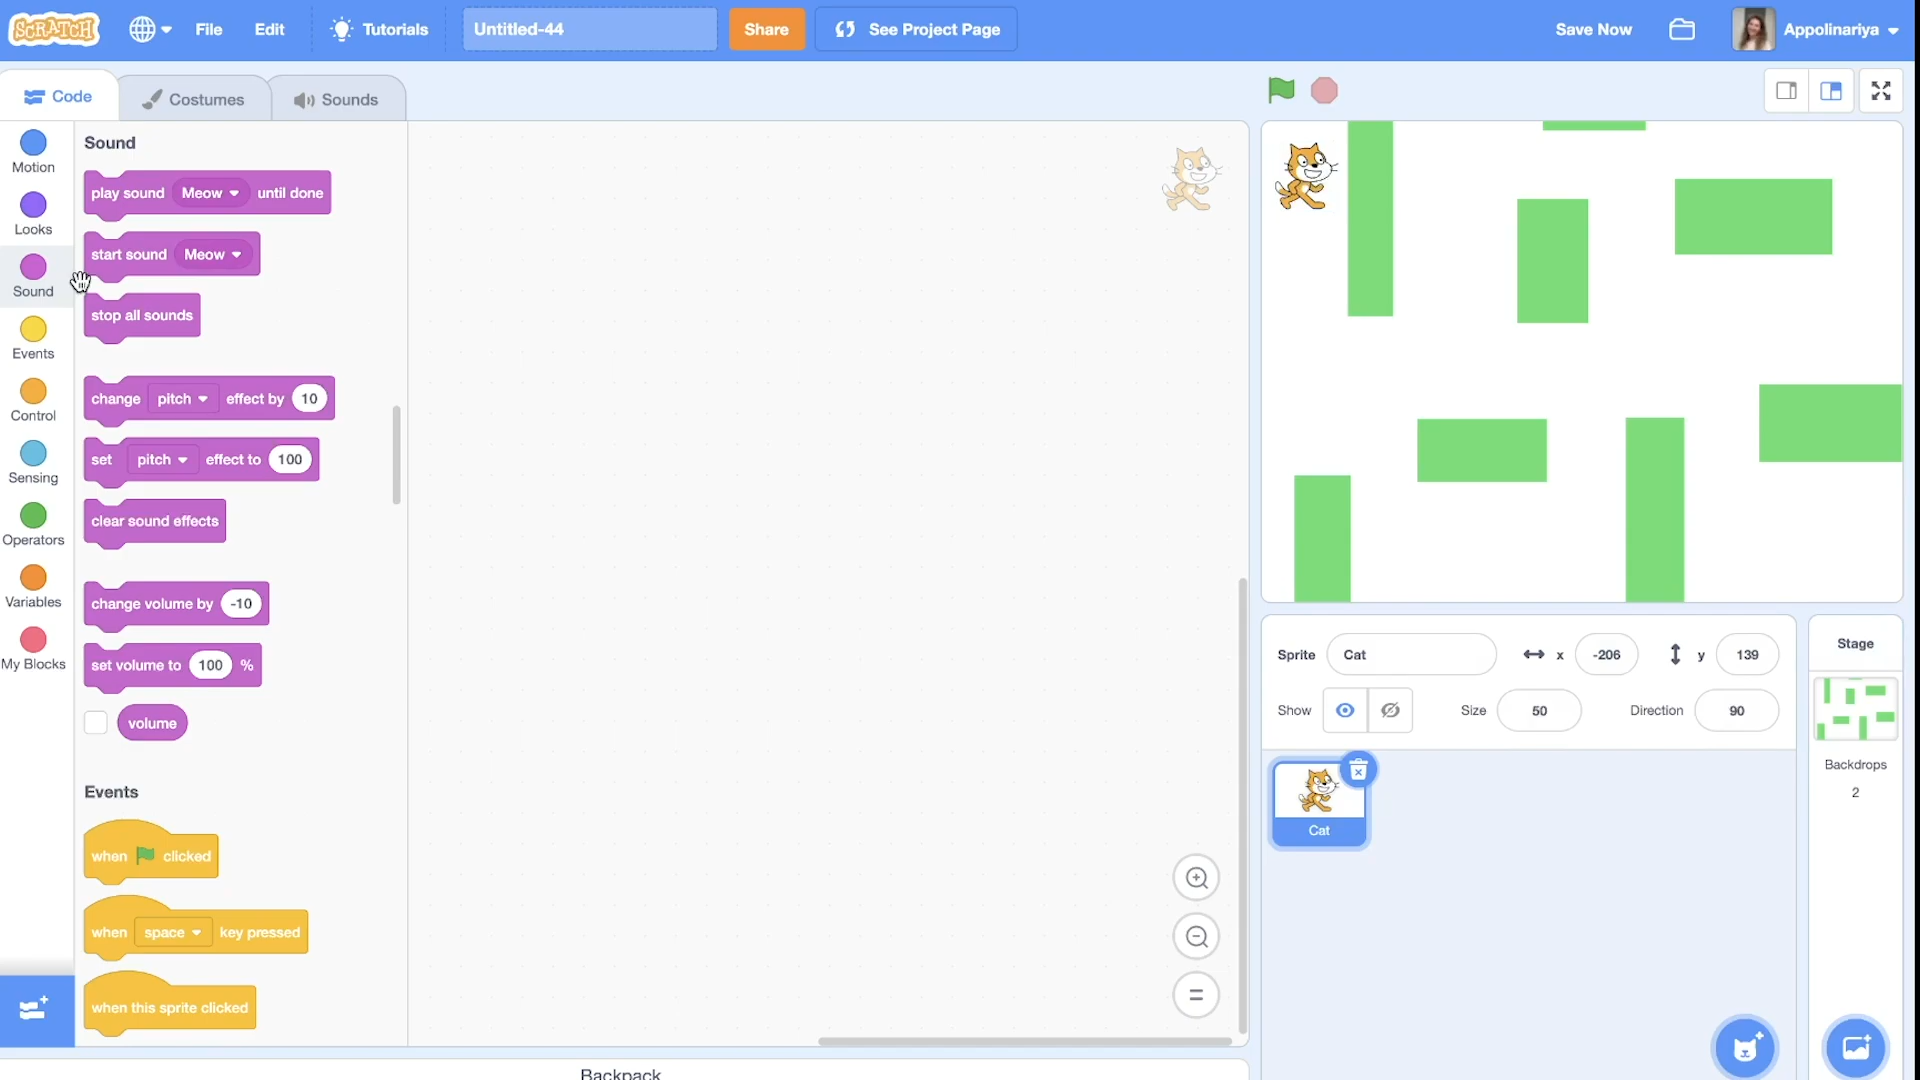 SCRATCH File Edit Tutorials Untitled-44 Share See Project Page Save Now Appolinariya
Code Costumes Sounds
Motion
Looks
Sound
Events
Control
Sensing
Operators
Variables
My Blocks
Sound
play sound Meow until done
start sound Meow
stop all sounds
change pitch effect by 10
set pitch effect to 100
clear sound effects
change volume by -10
set volume to 100 %
volume
Events
when clicked
when space key pressed
when this sprite clicked
Backpack
Sprite Cat x -206 y 139
Show Size 50 Direction 90
Cat
Stage
Backdrops
2